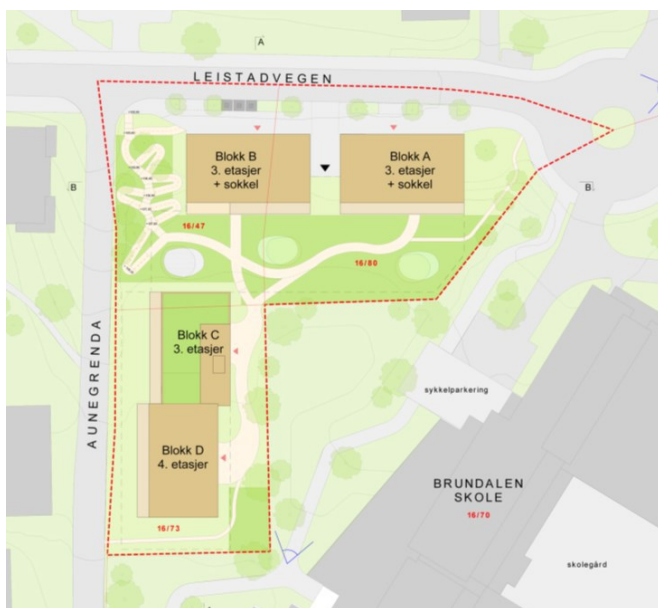 A
LEISTADVEGEN
Blokk B
3. etasjer
+ sokkel
Blokk A
3. etasjer
+ sokkel
B
B
16/47
16/80
Blokk C
3. etasjer
AUNEGRENDA
sykkelparkering
Blokk D
4. etasjer
BRUNDALEN
SKOLE
16/70
16/73
skolegård